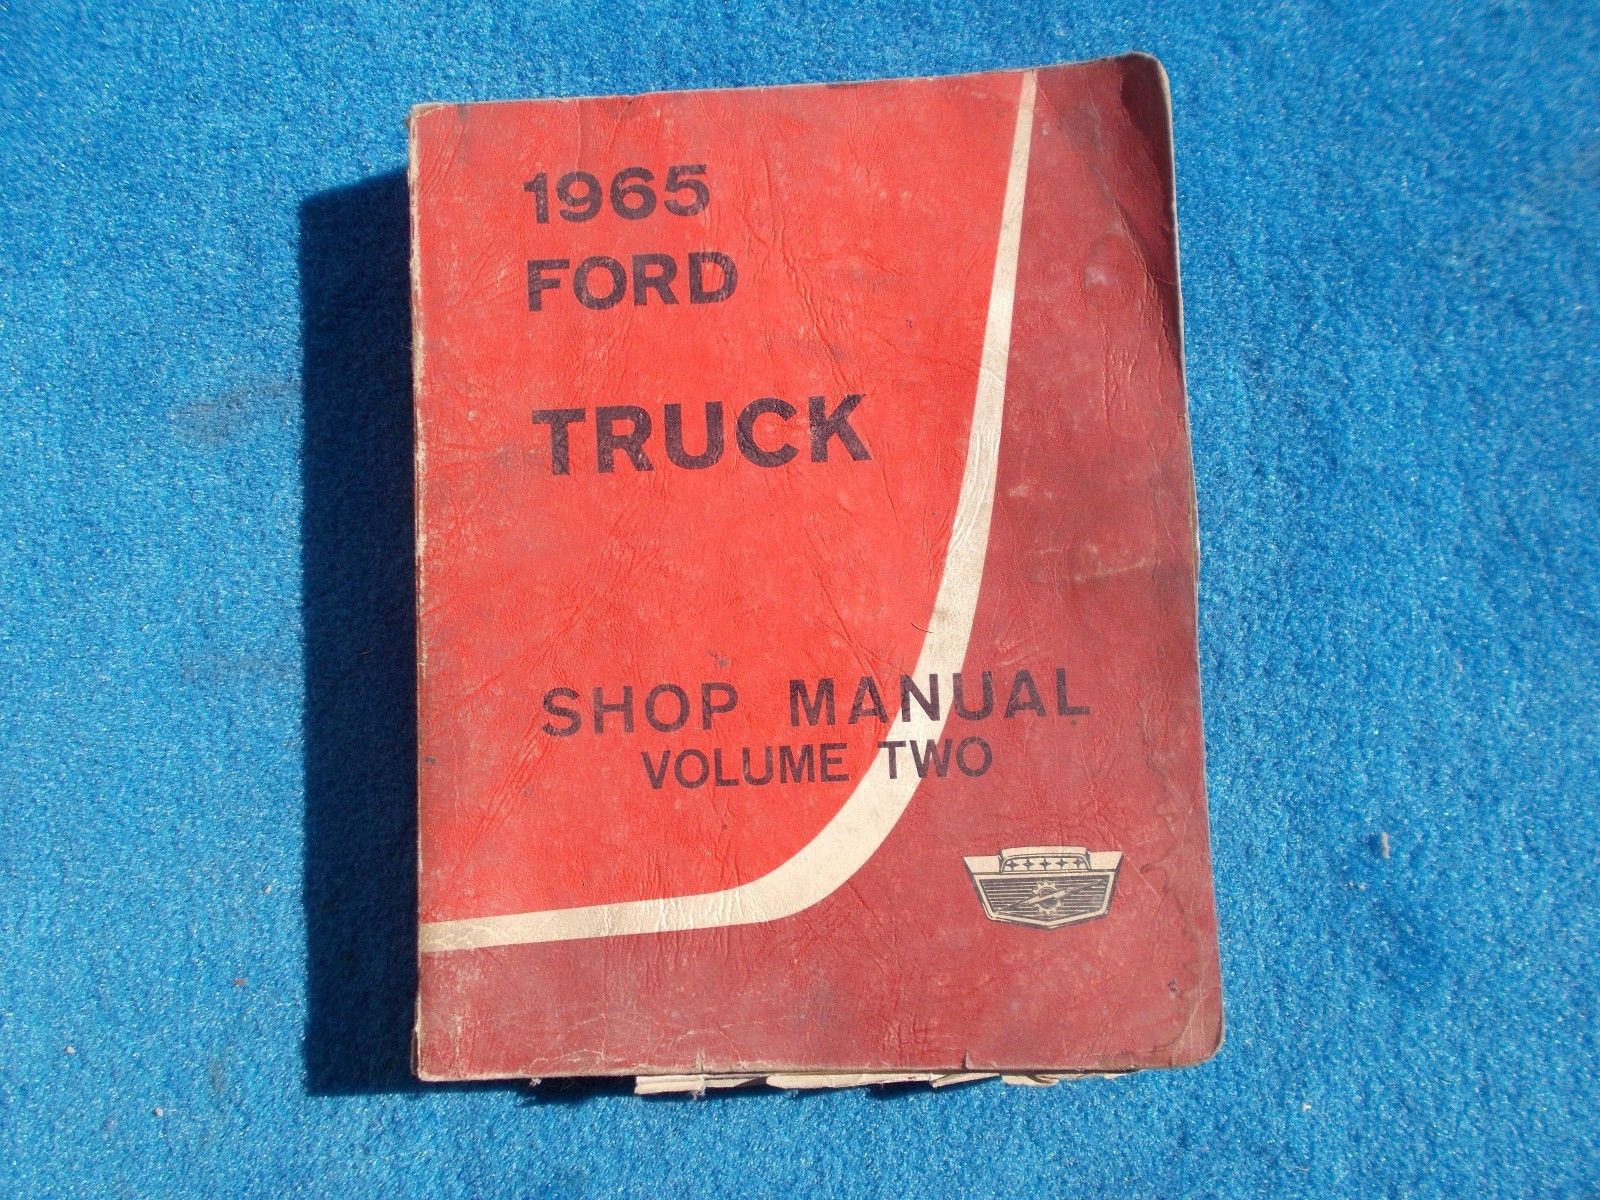 1965
FORD
TRUCK
SHOP MANUAL
VOLUME TWO